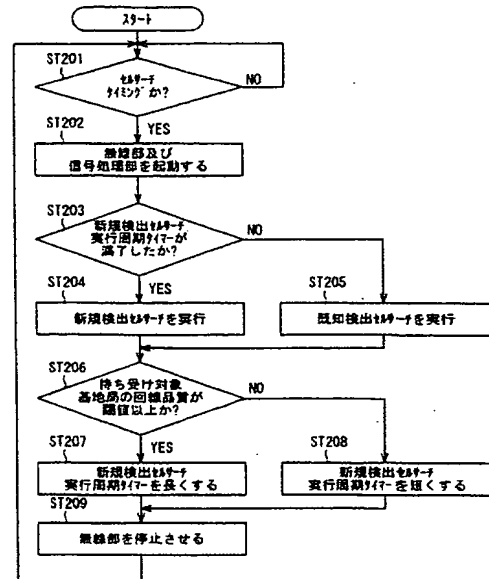 スタート
ST201
セルサーチ
タイミングか?
NO
YES
ST202
無線部及び
信号処理部を起動する
ST203
新規検出セルサーチ
実行周期タイマーが
満了したか?
NO
YES
ST204
新規検出セルサーチを実行
ST205
既知検出セルサーチを実行
ST206
待ち受け対象
基地局の回線品質が
閾値以上か?
NO
YES
ST207
新規検出セルサーチ
実行周期タイマーを長くする
ST208
新規検出セルサーチ
実行周期タイマーを短くする
ST209
無線部を停止させる